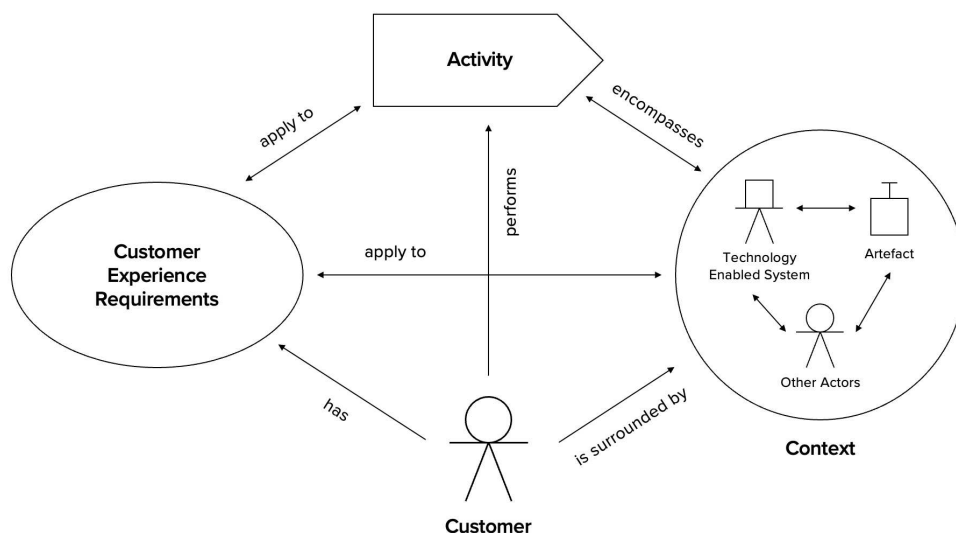 Activity
apply to
encompasses
performs
Customer
Experience
Requirements
apply to
Technology
Enabled System
Artefact
Other Actors
has
is surrounded by
Context
Customer